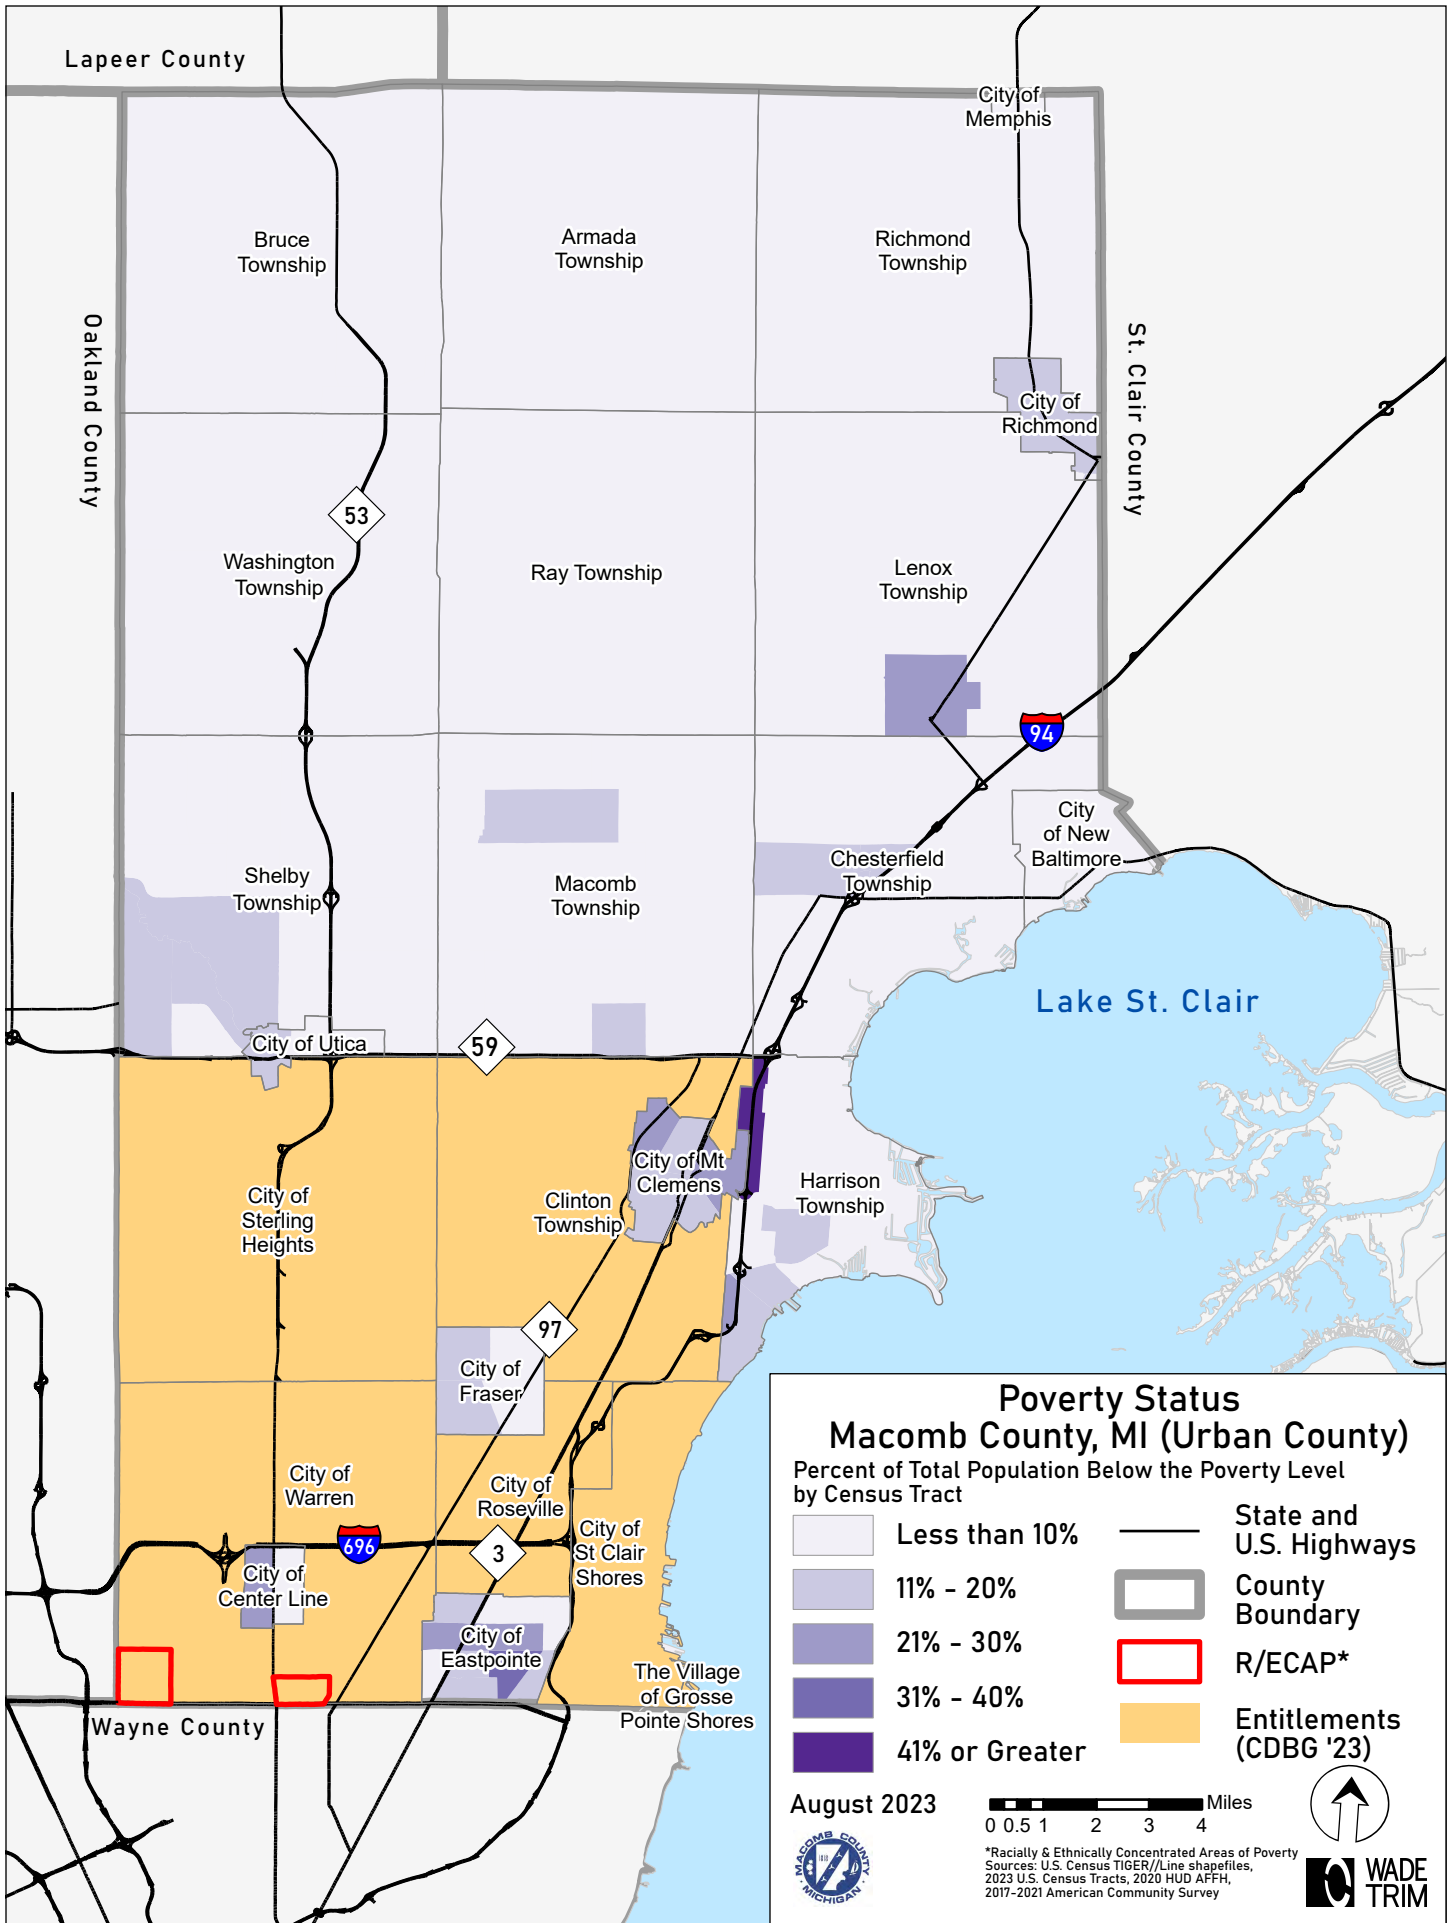 Lapeer County
City of
Memphis
Bruce
Township
Armada
Township
Richmond
Township
Oakland County
St. Clair County
City of
Richmond
53
Washington
Township
Ray Township
Lenox
Township
94
City
of New
Baltimore
Shelby
Township
Macomb
Township
Chesterfield
Township
Lake St. Clair
City of Utica
59
City of Mt
Clemens
City of
Sterling
Heights
Clinton
Township
Harrison
Township
97
City of
Fraser
City of
Warren
City of
Roseville
696
3
City of
St Clair
Shores
City of
Center Line
City of
Eastpointe
The Village
of Grosse
Pointe Shores
Wayne County
Poverty Status
Macomb County, MI (Urban County)
Percent of Total Population Below the Poverty Level
by Census Tract
Less than 10%
11% - 20%
21% - 30%
31% - 40%
41% or Greater
State and
U.S. Highways
County
Boundary
R/ECAP*
Entitlements
(CDBG '23)
August 2023
Miles
0 0.5 1 2 3 4
*Racially & Ethnically Concentrated Areas of Poverty
Sources: U.S. Census TIGER//Line shapefiles,
2023 U.S. Census Tracts, 2020 HUD AFFH,
2017-2021 American Community Survey
MACOMB COUNTY
1818
MICHIGAN
WADE
TRIM